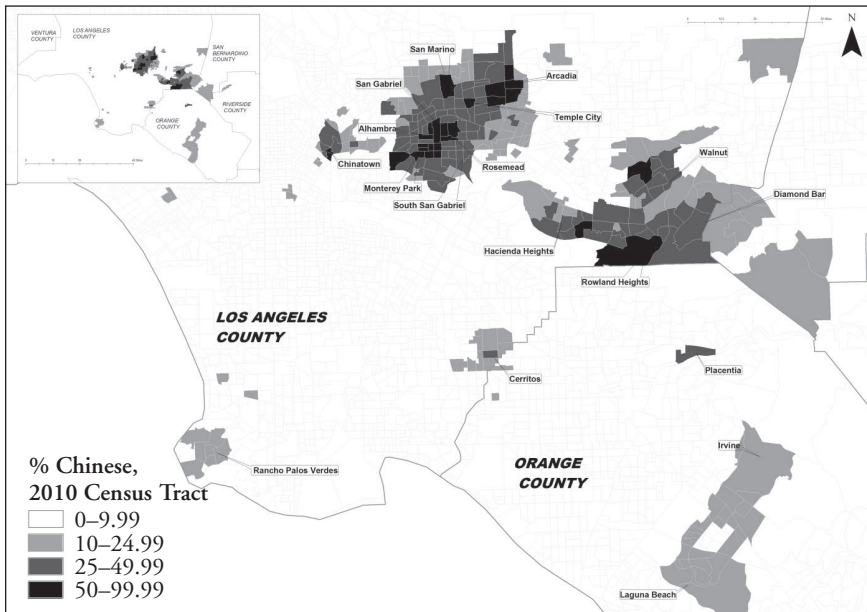 VENTURA
COUNTY
LOS ANGELES
COUNTY
SAN
BERNARDINO
COUNTY
RIVERSIDE
COUNTY
ORANGE
COUNTY
N
San Marino
San Gabriel
Arcadia
Temple City
Alhambra
Chinatown
Rosemead
Monterey Park
South San Gabriel
Walnut
Diamond Bar
Hacienda Heights
Rowland Heights
LOS ANGELES
COUNTY
Cerritos
Placentia
Irvine
Rancho Palos Verdes
ORANGE
COUNTY
Laguna Beach
% Chinese,
2010 Census Tract
0–9.99
10–24.99
25–49.99
50–99.99